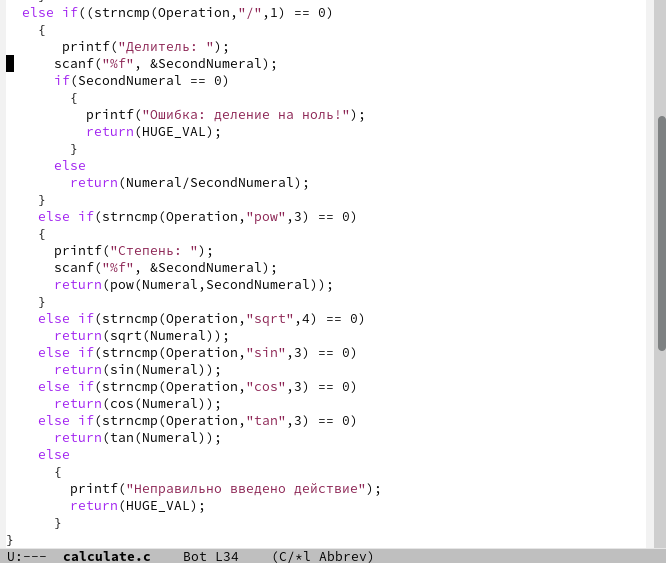 else if((strncmp(Operation,"/",1) == 0)
{
printf("Делитель: ");
scanf("%f", &SecondNumeral);
if(SecondNumeral == 0)
{
printf("Ошибка: деление на ноль!");
return(HUGE_VAL);
}
else
return(Numeral/SecondNumeral);
}
else if(strncmp(Operation,"pow",3) == 0)
{
printf("Степень: ");
scanf("%f", &SecondNumeral);
return(pow(Numeral,SecondNumeral));
}
else if(strncmp(Operation,"sqrt",4) == 0)
return(sqrt(Numeral));
else if(strncmp(Operation,"sin",3) == 0)
return(sin(Numeral));
else if(strncmp(Operation,"cos",3) == 0)
return(cos(Numeral));
else if(strncmp(Operation,"tan",3) == 0)
return(tan(Numeral));
else
{
printf("Неправильно введено действие");
return(HUGE_VAL);
}
}
U:--- calculate.c Bot L34 (C/*l Abbrev)